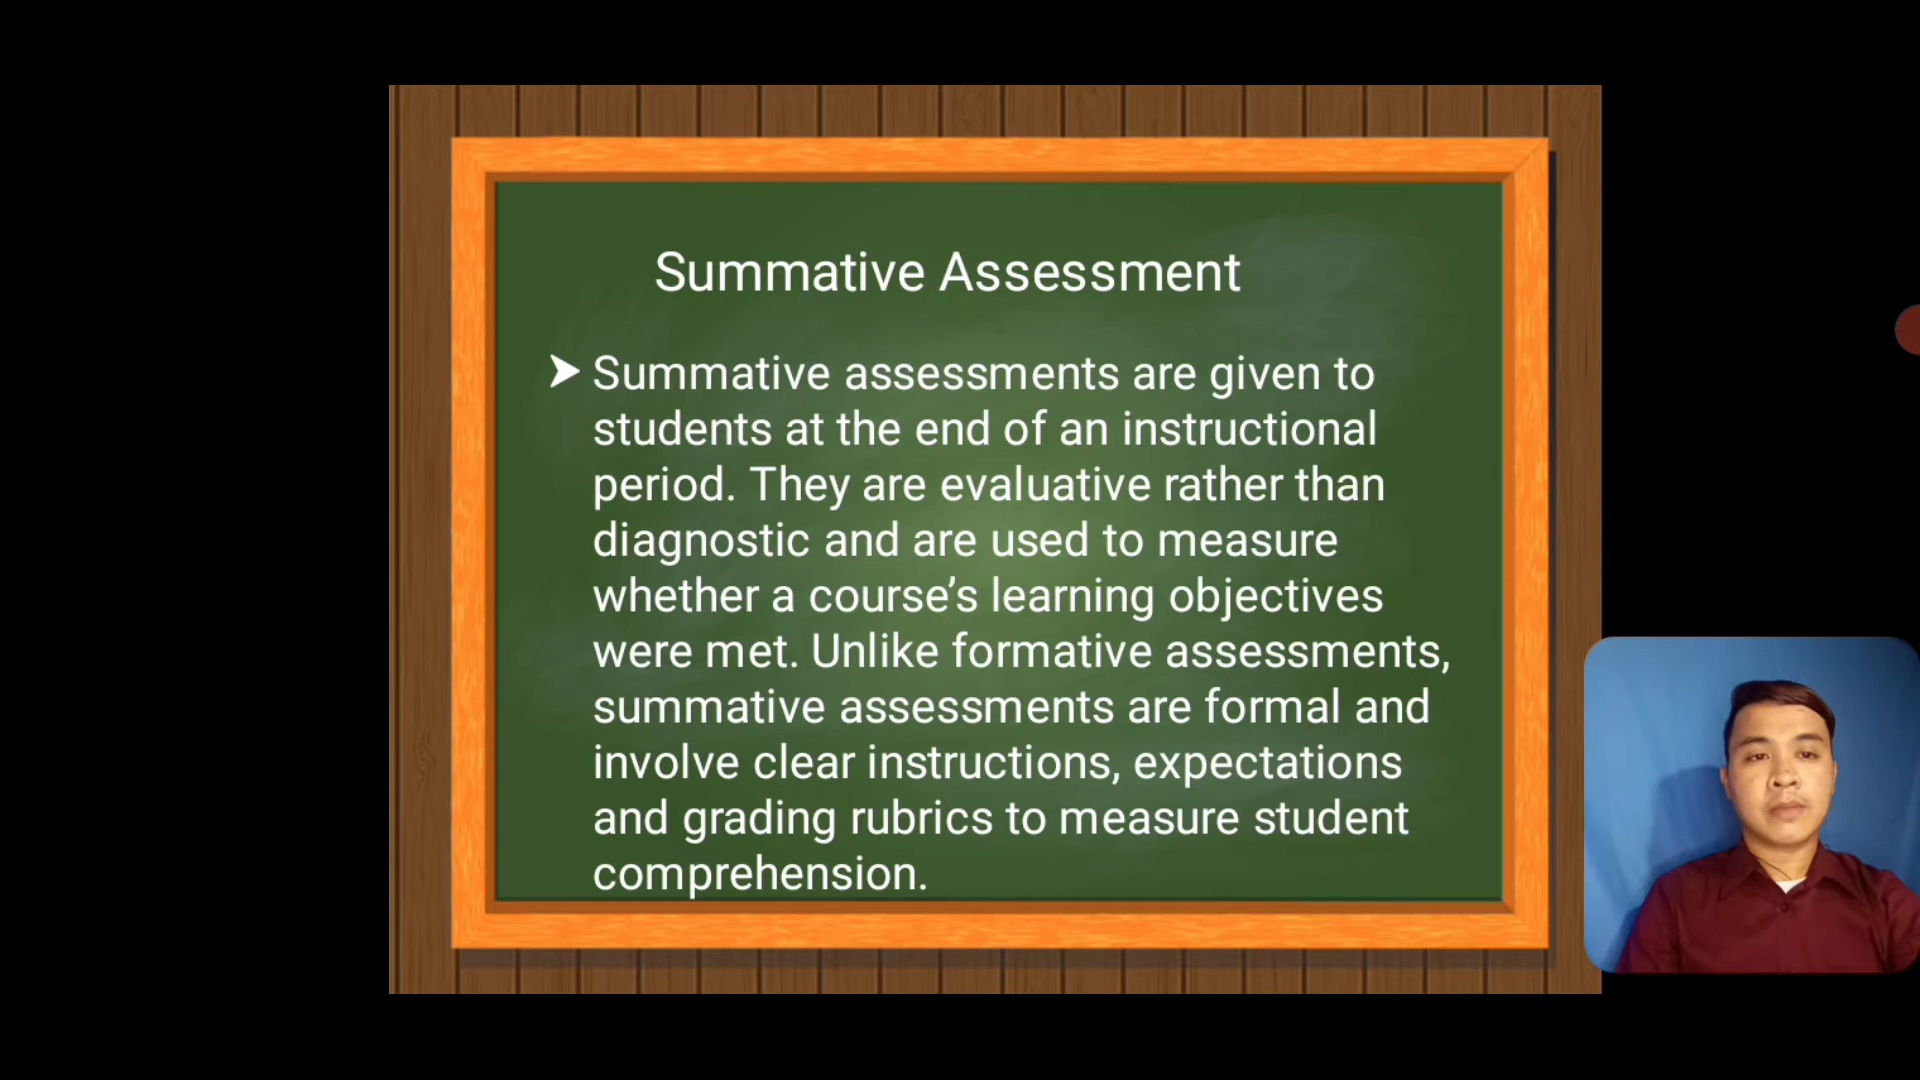 Summative Assessment
➤ Summative assessments are given to
students at the end of an instructional
period. They are evaluative rather than
diagnostic and are used to measure
whether a course’s learning objectives
were met. Unlike formative assessments,
summative assessments are formal and
involve clear instructions, expectations
and grading rubrics to measure student
comprehension.